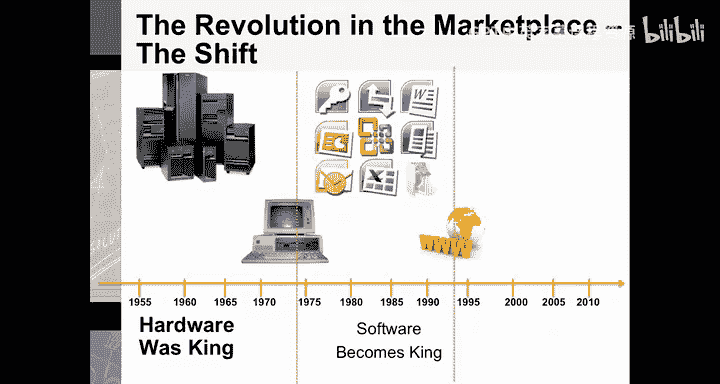 The Revolution in the Marketplace –
The Shift
bilibili
W
X
www
1955 1960 1965 1970 1975 1980 1985 1990 1995 2000 2005 2010
Hardware
Was King
Software
Becomes King